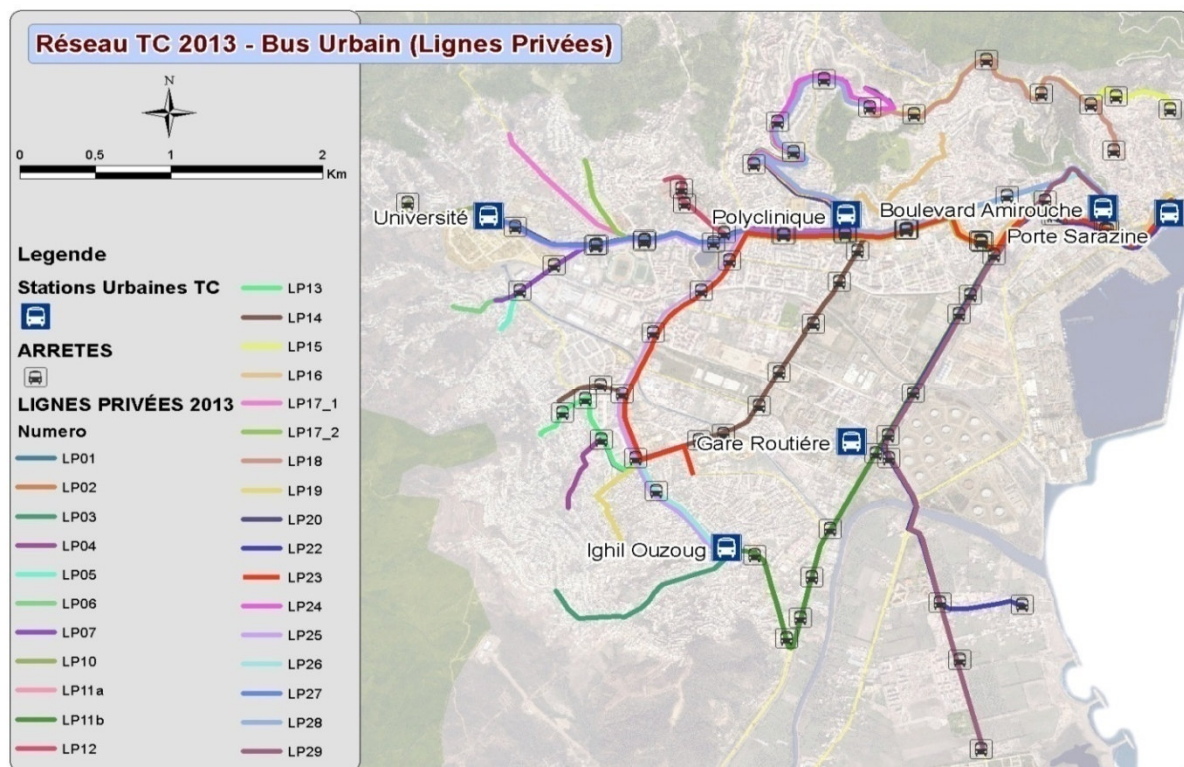 Réseau TC 2013 - Bus Urbain (Lignes Privées)
N
0 0,5 1 2
Km
Legende
Stations Urbaines TC
ARRETES
LIGNES PRIVÉES 2013
Numero
LP01
LP02
LP03
LP04
LP05
LP06
LP07
LP10
LP11a
LP11b
LP12
LP13
LP14
LP15
LP16
LP17_1
LP17_2
LP18
LP19
LP20
LP22
LP23
LP24
LP25
LP26
LP27
LP28
LP29
Université
Polyclinique
Boulevard Amirouche
Porte Sarazine
Gare Routiére
Ighil Ouzoug